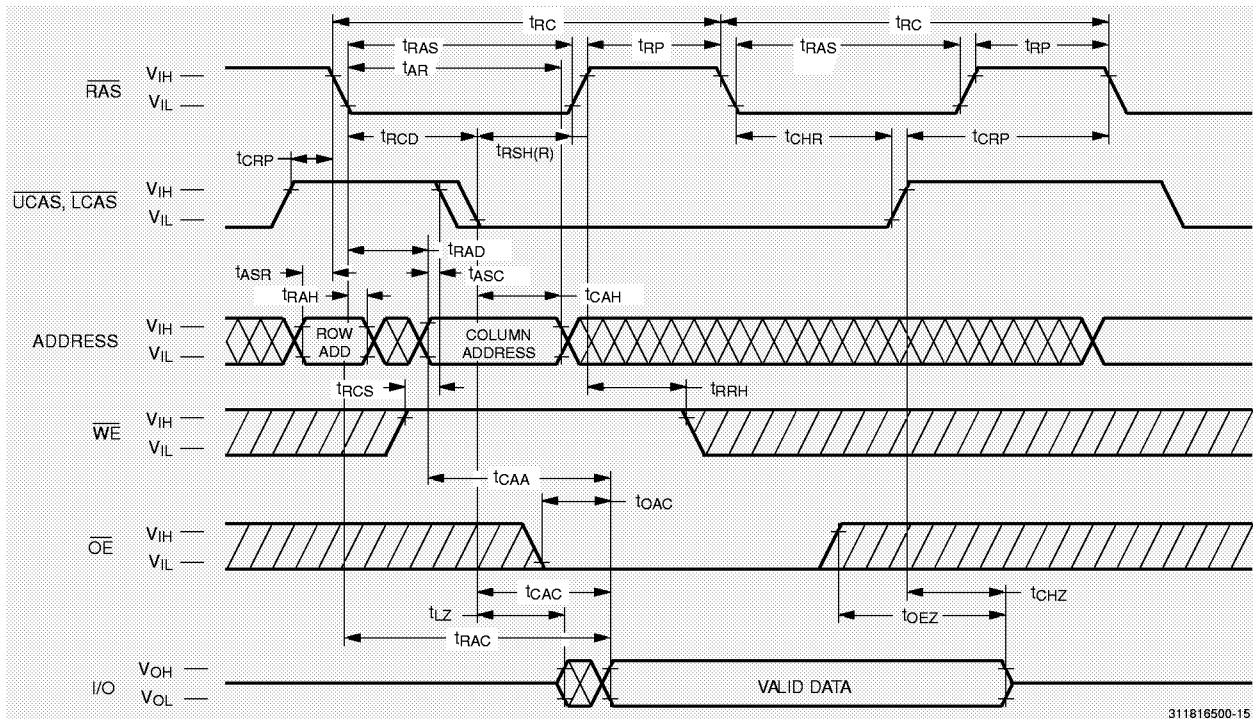 tRC tRC
tRAS tRP tRAS tRP
tAR
RAS VIH
VIL
tRCD tRSH(R) tCHR tCRP
tCRP
UCAS, LCAS VIH
VIL
tRAD
tASR tASC
tRAH tCAH
ADDRESS VIH
VIL
ROW ADD
COLUMN ADDRESS
tRCS tRRH
WE VIH
VIL
tCAA
tOAC
OE VIH
VIL
tCAC tCHZ
tLZ tOEZ
tRAC
I/O VOH
VOL
VALID DATA
311816500-15